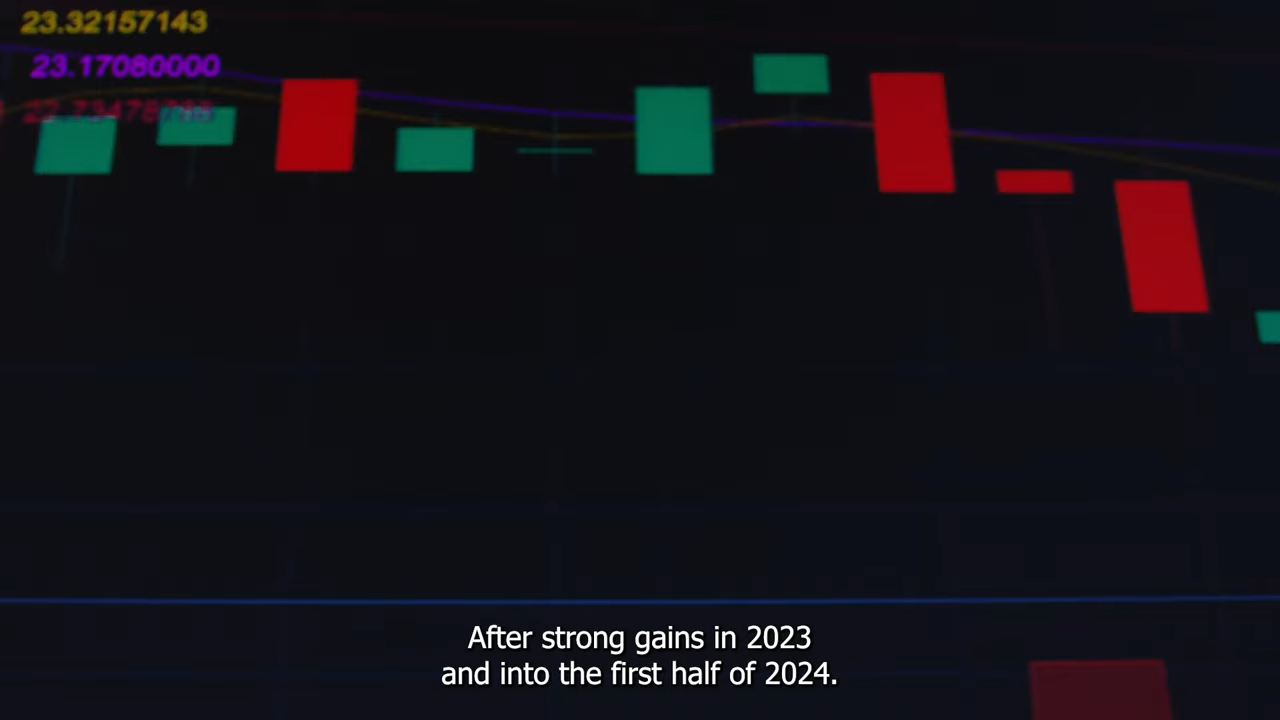 23.32157143
23.17080000
After strong gains in 2023
and into the first half of 2024.